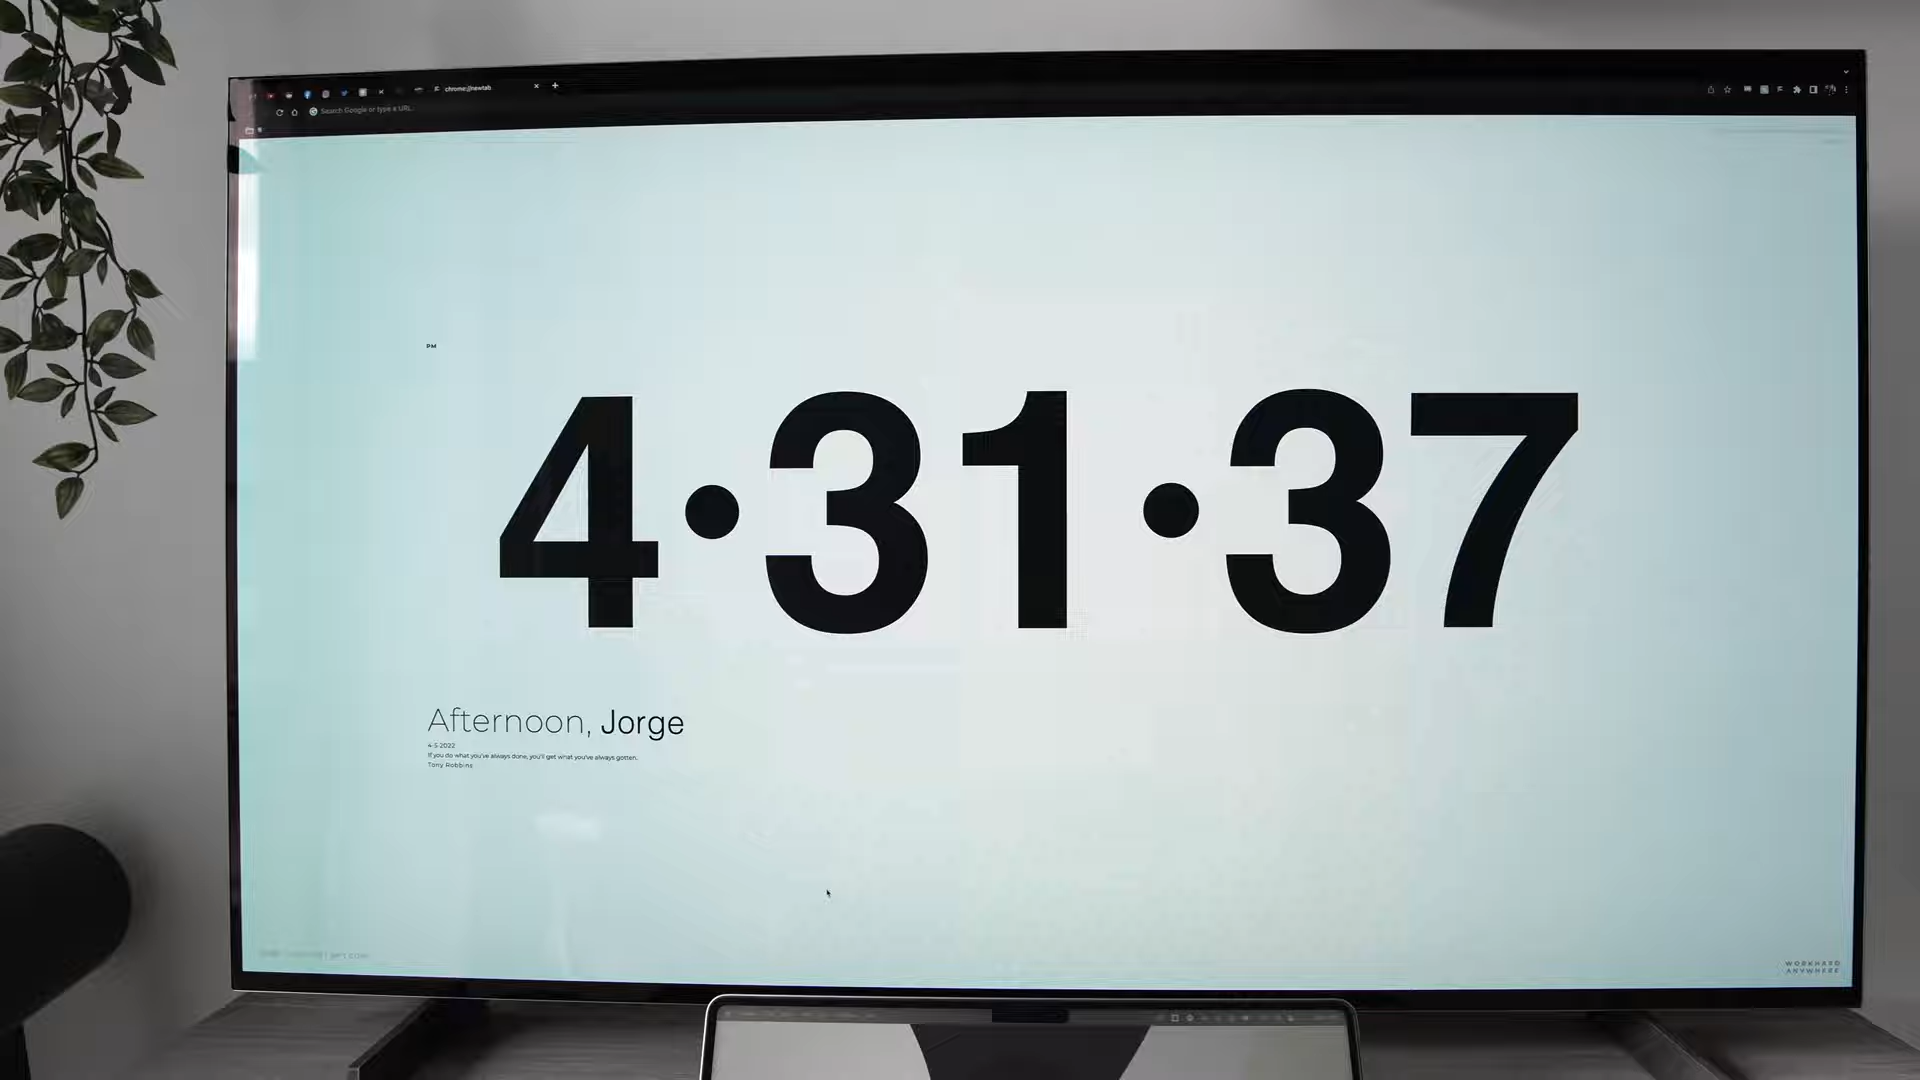 chrome://newtab
Search Google or type a URL
PM
4·31·37
Afternoon, Jorge
4-5-2022
If you do what you've always done, you'll get what you've always gotten.
Tony Robbins
WORKHARD
ANYWHERE